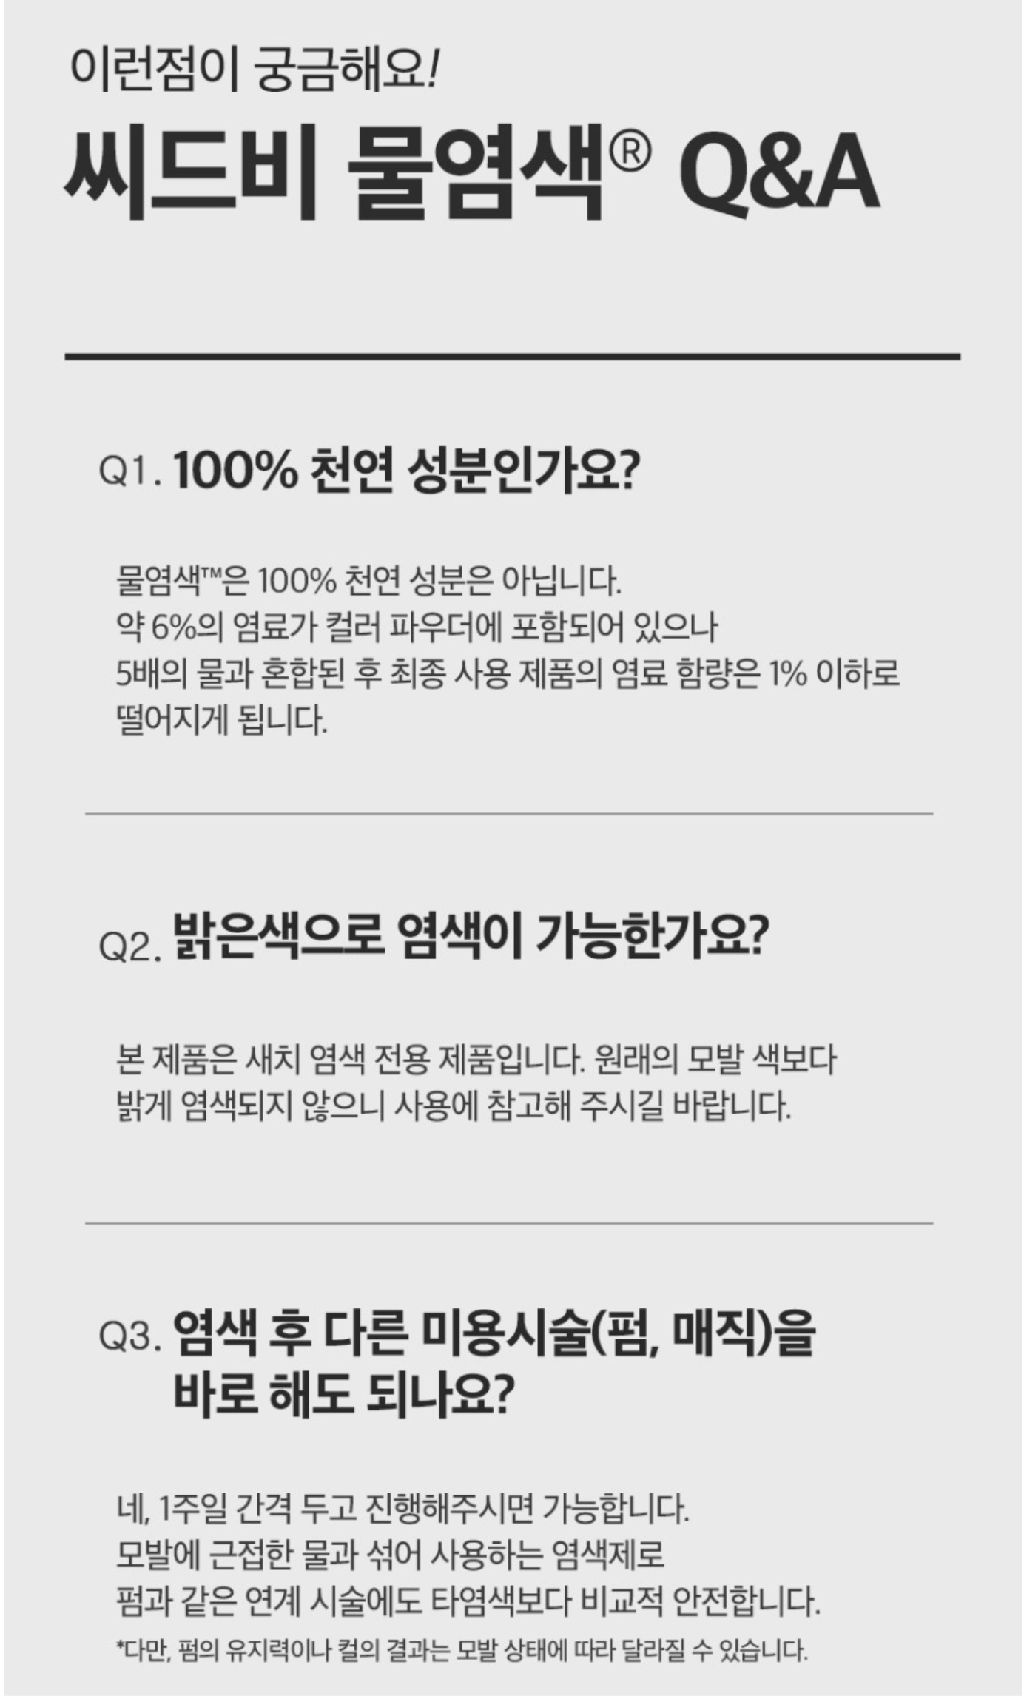 이런점이 궁금해요!
씨드비 물염색® Q&A
Q1. 100% 천연 성분인가요?
물염색™은 100% 천연 성분은 아닙니다.
약 6%의 염료가 컬러 파우더에 포함되어 있으나
5배의 물과 혼합된 후 최종 사용 제품의 염료 함량은 1% 이하로
떨어지게 됩니다.
Q2. 밝은색으로 염색이 가능한가요?
본 제품은 새치 염색 전용 제품입니다. 원래의 모발 색보다
밝게 염색되지 않으니 사용에 참고해 주시길 바랍니다.
Q3. 염색 후 다른 미용시술(펌, 매직)을
바로 해도 되나요?
네, 1주일 간격 두고 진행해주시면 가능합니다.
모발에 근접한 물과 섞어 사용하는 염색제로
펌과 같은 연계 시술에도 타염색보다 비교적 안전합니다.
*다만, 펌의 유지력이나 컬의 결과는 모발 상태에 따라 달라질 수 있습니다.